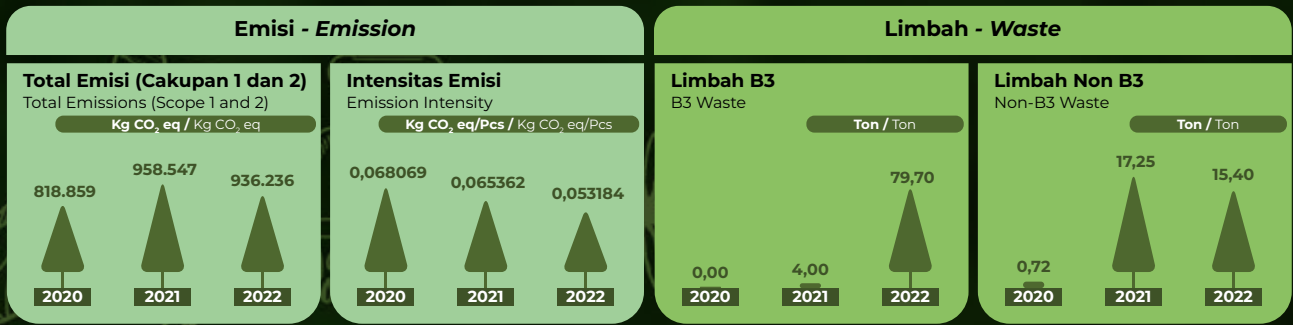 Emisi - Emission
Total Emisi (Cakupan 1 dan 2)
Total Emissions (Scope 1 and 2)
Kg CO₂ eq / Kg CO₂ eq
818.859
958.547
936.236
2020
2021
2022
Intensitas Emisi
Emission Intensity
Kg CO₂ eq/Pcs / Kg CO₂ eq/Pcs
0,068069
0,065362
0,053184
2020
2021
2022
Limbah - Waste
Limbah B3
B3 Waste
Ton / Ton
0,00
4,00
79,70
2020
2021
2022
Limbah Non B3
Non-B3 Waste
Ton / Ton
0,72
17,25
15,40
2020
2021
2022